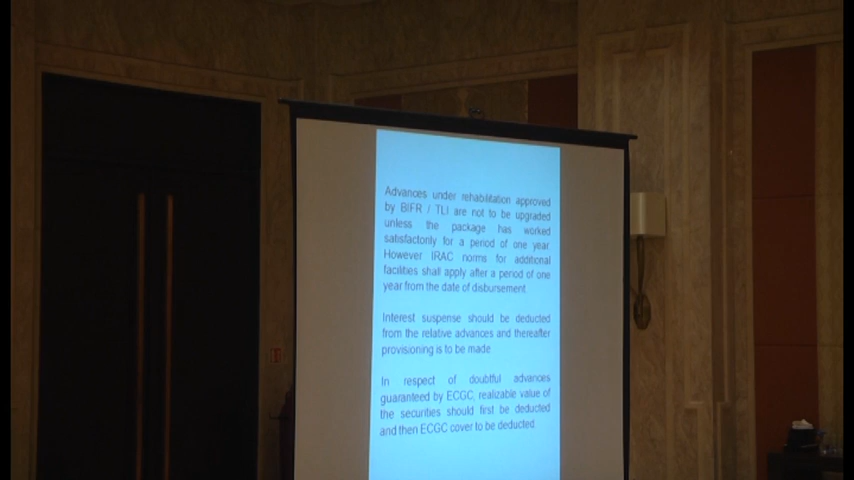 Advances under rehabilitation approved
by BIFR / TLI are not to be upgraded
unless the package has worked
satisfactorily for a period of one year.
However IRAC norms for additional
facilities shall apply after a period of one
year from the date of disbursement.
Interest suspense should be deducted
from the relative advances and thereafter
provisioning is to be made.
In respect of doubtful advances
guaranteed by ECGC, realizable value of
the securities should first be deducted
and then ECGC cover to be deducted.